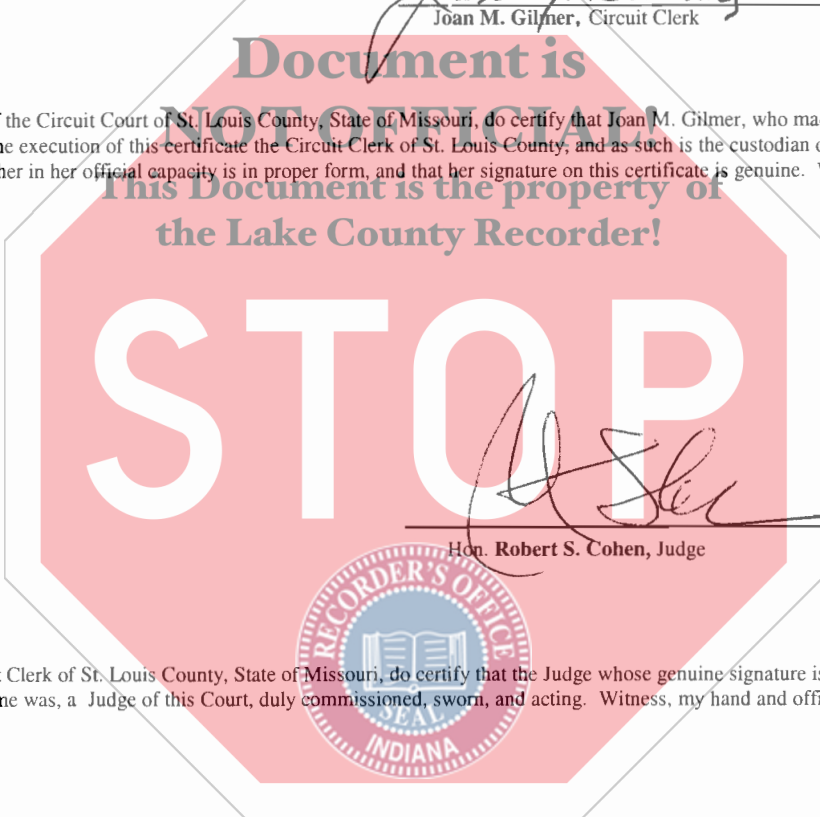 Joan M. Gilmer, Circuit Clerk
Document is
NOT OFFICIAL!
the Circuit Court of St. Louis County, State of Missouri, do certify that Joan M. Gilmer, who
execution of this certificate the Circuit Clerk of St. Louis County, and as such is the custodian
her in her official capacity is in proper form, and that her signature on this certificate is genuine.
This Document is the property of
the Lake County Recorder!
STOP
Hon. Robert S. Cohen, Judge
RECORDER'S OFFICE
Clerk of St. Louis County, State of Missouri, do certify that the Judge whose genuine signature is
was, a Judge of this Court, duly commissioned, sworn, and acting. Witness, my hand and
SEAL
INDIANA